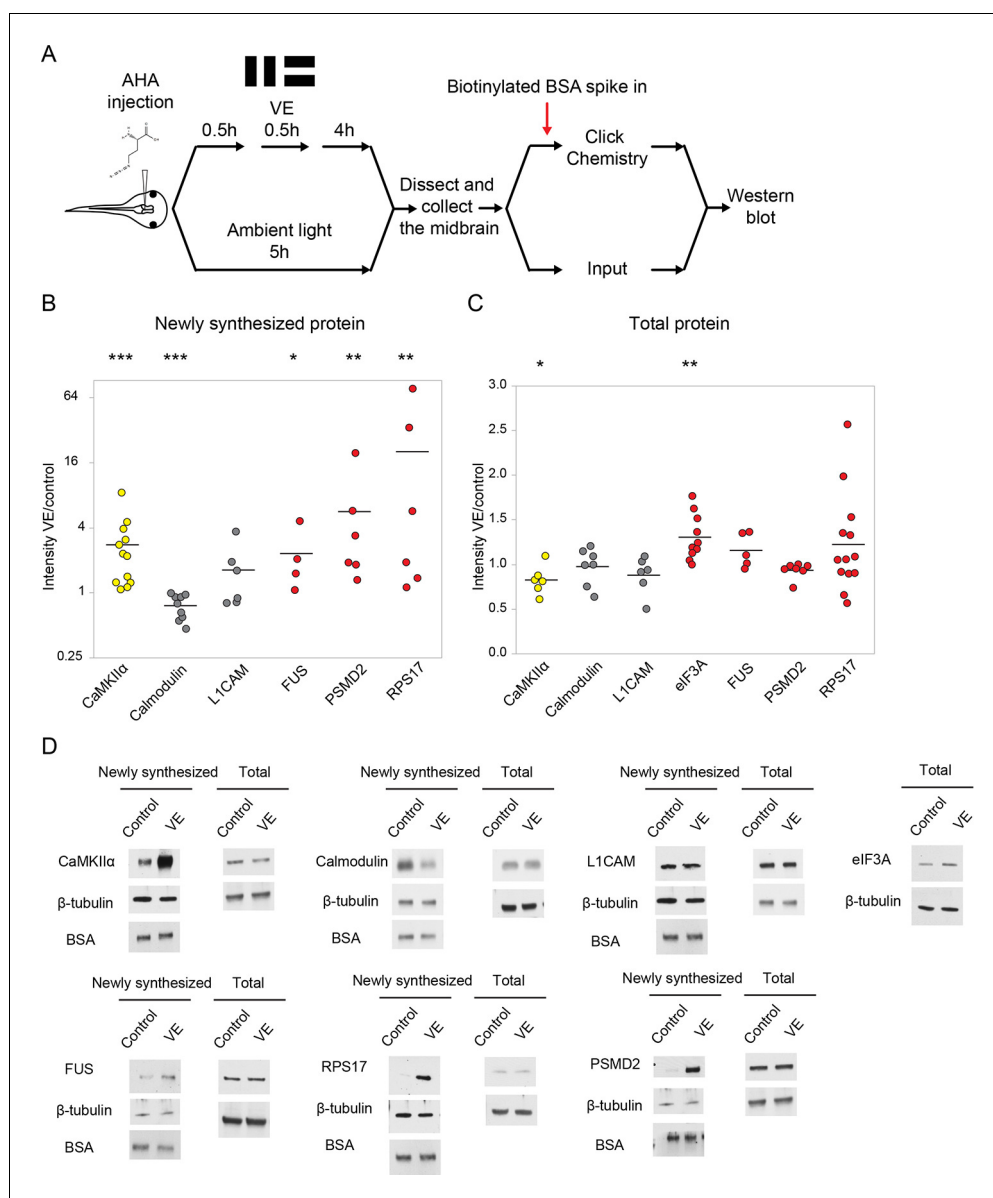 A
AHA
injection
VE
0.5h 0.5h 4h
Biotinylated BSA spike in
Click
Chemistry
Dissect and
collect
the midbrain
Western
blot
Ambient light
5h
Input
B
Newly synthesized protein
*** *** * ** **
Intensity VE/control
64
16
4
1
0.25
CaMKIIα Calmodulin L1CAM FUS PSMD2 RPS17
C
Total protein
* **
Intensity VE/control
3.0
2.5
2.0
1.5
1.0
0.5
0.0
CaMKIIα Calmodulin L1CAM eIF3A FUS PSMD2 RPS17
D
Newly synthesized Total
Control VE Control VE
CaMKIIα
β-tubulin
BSA
Newly synthesized Total
Control VE Control VE
Calmodulin
β-tubulin
BSA
Newly synthesized Total
Control VE Control VE
L1CAM
β-tubulin
BSA
Total
Control VE
eIF3A
β-tubulin
Newly synthesized Total
Control VE Control VE
FUS
β-tubulin
BSA
Newly synthesized Total
Control VE Control VE
RPS17
β-tubulin
BSA
Newly synthesized Total
Control VE Control VE
PSMD2
β-tubulin
BSA